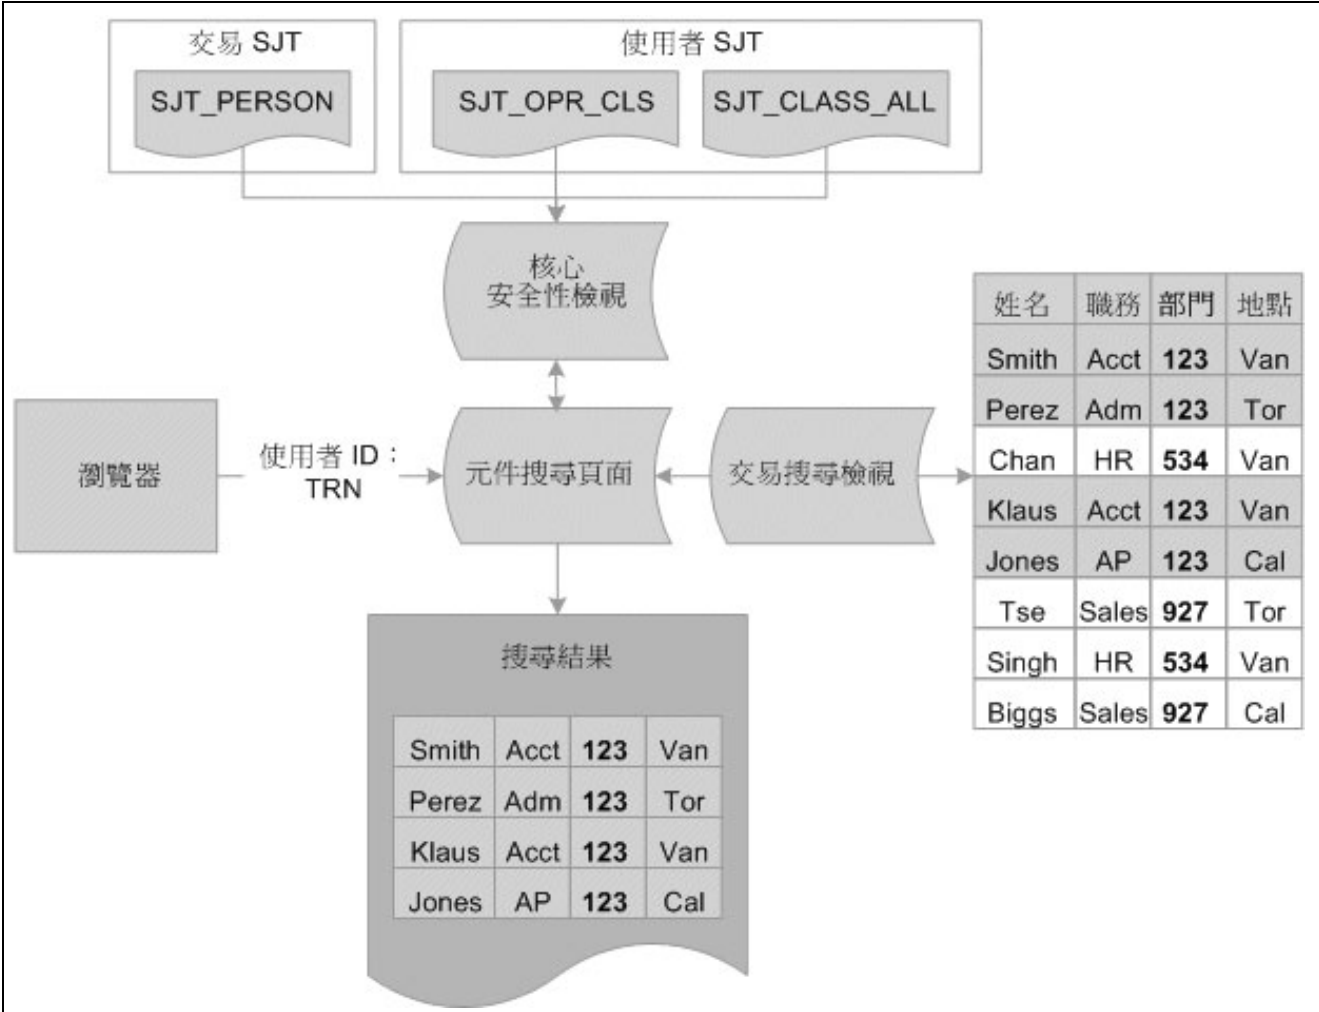 交易 SJT
使用者 SJT
SJT_PERSON
SJT_OPR_CLS
SJT_CLASS_ALL
核心
安全性檢視
瀏覽器
使用者 ID：
TRN
元件搜尋頁面
交易搜尋檢視
姓名 職務 部門 地點
Smith Acct 123 Van
Perez Adm 123 Tor
Chan HR 534 Van
Klaus Acct 123 Van
Jones AP 123 Cal
Tse Sales 927 Tor
Singh HR 534 Van
Biggs Sales 927 Cal
搜尋結果
Smith Acct 123 Van
Perez Adm 123 Tor
Klaus Acct 123 Van
Jones AP 123 Cal